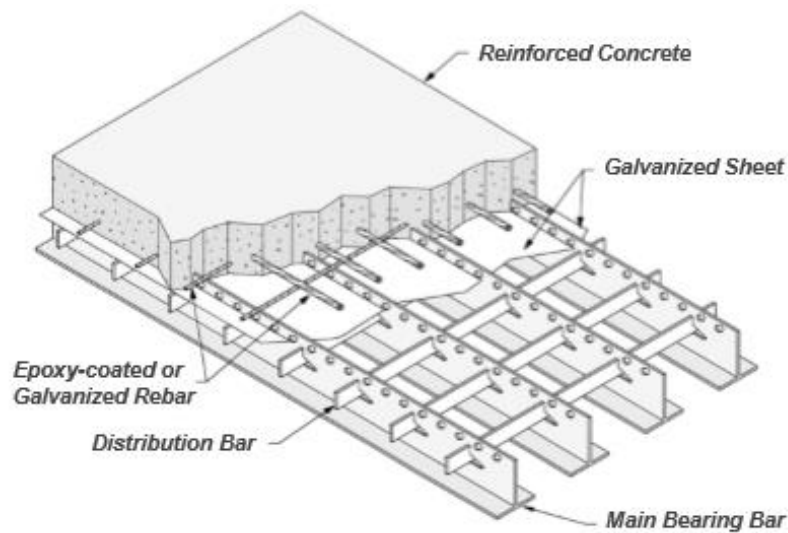 Reinforced Concrete
Galvanized Sheet
Epoxy-coated or
Galvanized Rebar
Distribution Bar
Main Bearing Bar